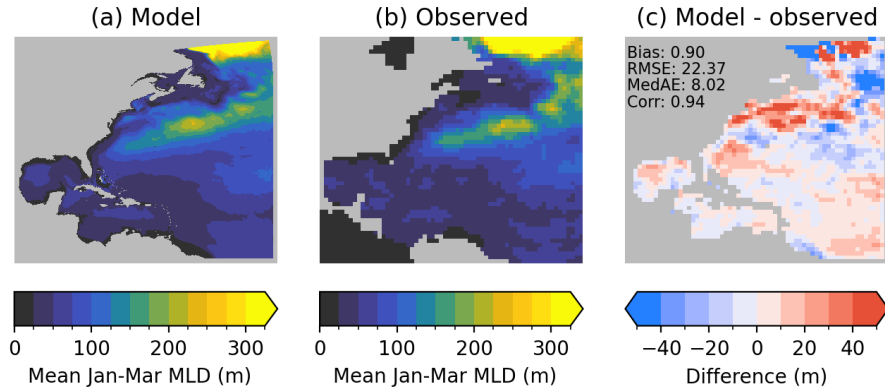 (a) Model
(b) Observed
(c) Model - observed
Bias: 0.90
RMSE: 22.37
MedAE: 8.02
Corr: 0.94
0 100 200 300
Mean Jan-Mar MLD (m)
0 100 200 300
Mean Jan-Mar MLD (m)
−40 −20 0 20 40
Difference (m)